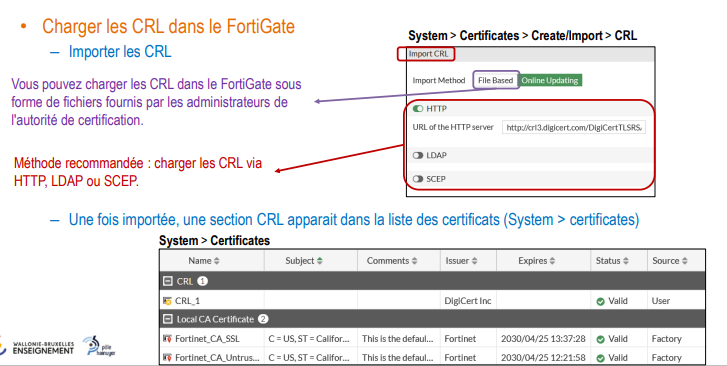 • Charger les CRL dans le FortiGate
– Importer les CRL
System > Certificates > Create/Import > CRL
Import CRL
Import Method File Based Online Updating
HTTP
URL of the HTTP server http://crl3.digicert.com/DigiCertTLSRS/
LDAP
SCEP
Vous pouvez charger les CRL dans le FortiGate sous
forme de fichiers fournis par les administrateurs de
l'autorité de certification.
Méthode recommandée : charger les CRL via
HTTP, LDAP ou SCEP.
– Une fois importée, une section CRL apparait dans la liste des certificats (System > certificates)
System > Certificates
Name Subject Comments Issuer Expires Status Source
CRL 1
CRL_1 DigiCert Inc Valid User
Local CA Certificate 2
Fortinet_CA_SSL C = US, ST = Califor... This is the defaul... Fortinet 2030/04/25 13:37:28 Valid Factory
Fortinet_CA_Untrus... C = US, ST = Califor... This is the defaul... Fortinet 2030/04/25 12:21:58 Valid Factory
WALLONIE-BRUXELLES
ENSEIGNEMENT
pôle
hainuyer